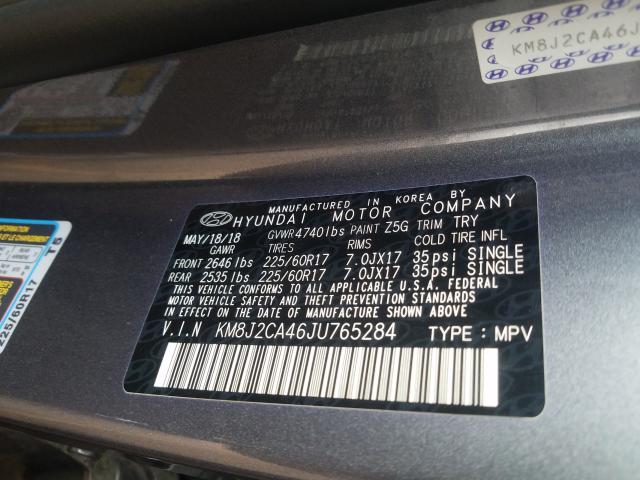 KM8J2CA46J
MANUFACTURED IN KOREA BY
HYUNDAI MOTOR COMPANY
MAY/18/18 GVWR4740lbs PAINT Z5G TRIM TRY
GAWR TIRES RIMS COLD TIRE INFL
FRONT 2646 lbs 225/60R17 7.0JX17 35psi SINGLE
REAR 2535 lbs 225/60R17 7.0JX17 35psi SINGLE
THIS VEHICLE CONFORMS TO ALL APPLICABLE U.S.A. FEDERAL
MOTOR VEHICLE SAFETY AND THEFT PREVENTION STANDARDS
IN EFFECT ON THE DATE OF MANUFACTURE SHOWN ABOVE
V.I.N KM8J2CA46JU765284 TYPE : MPV
225/60R17